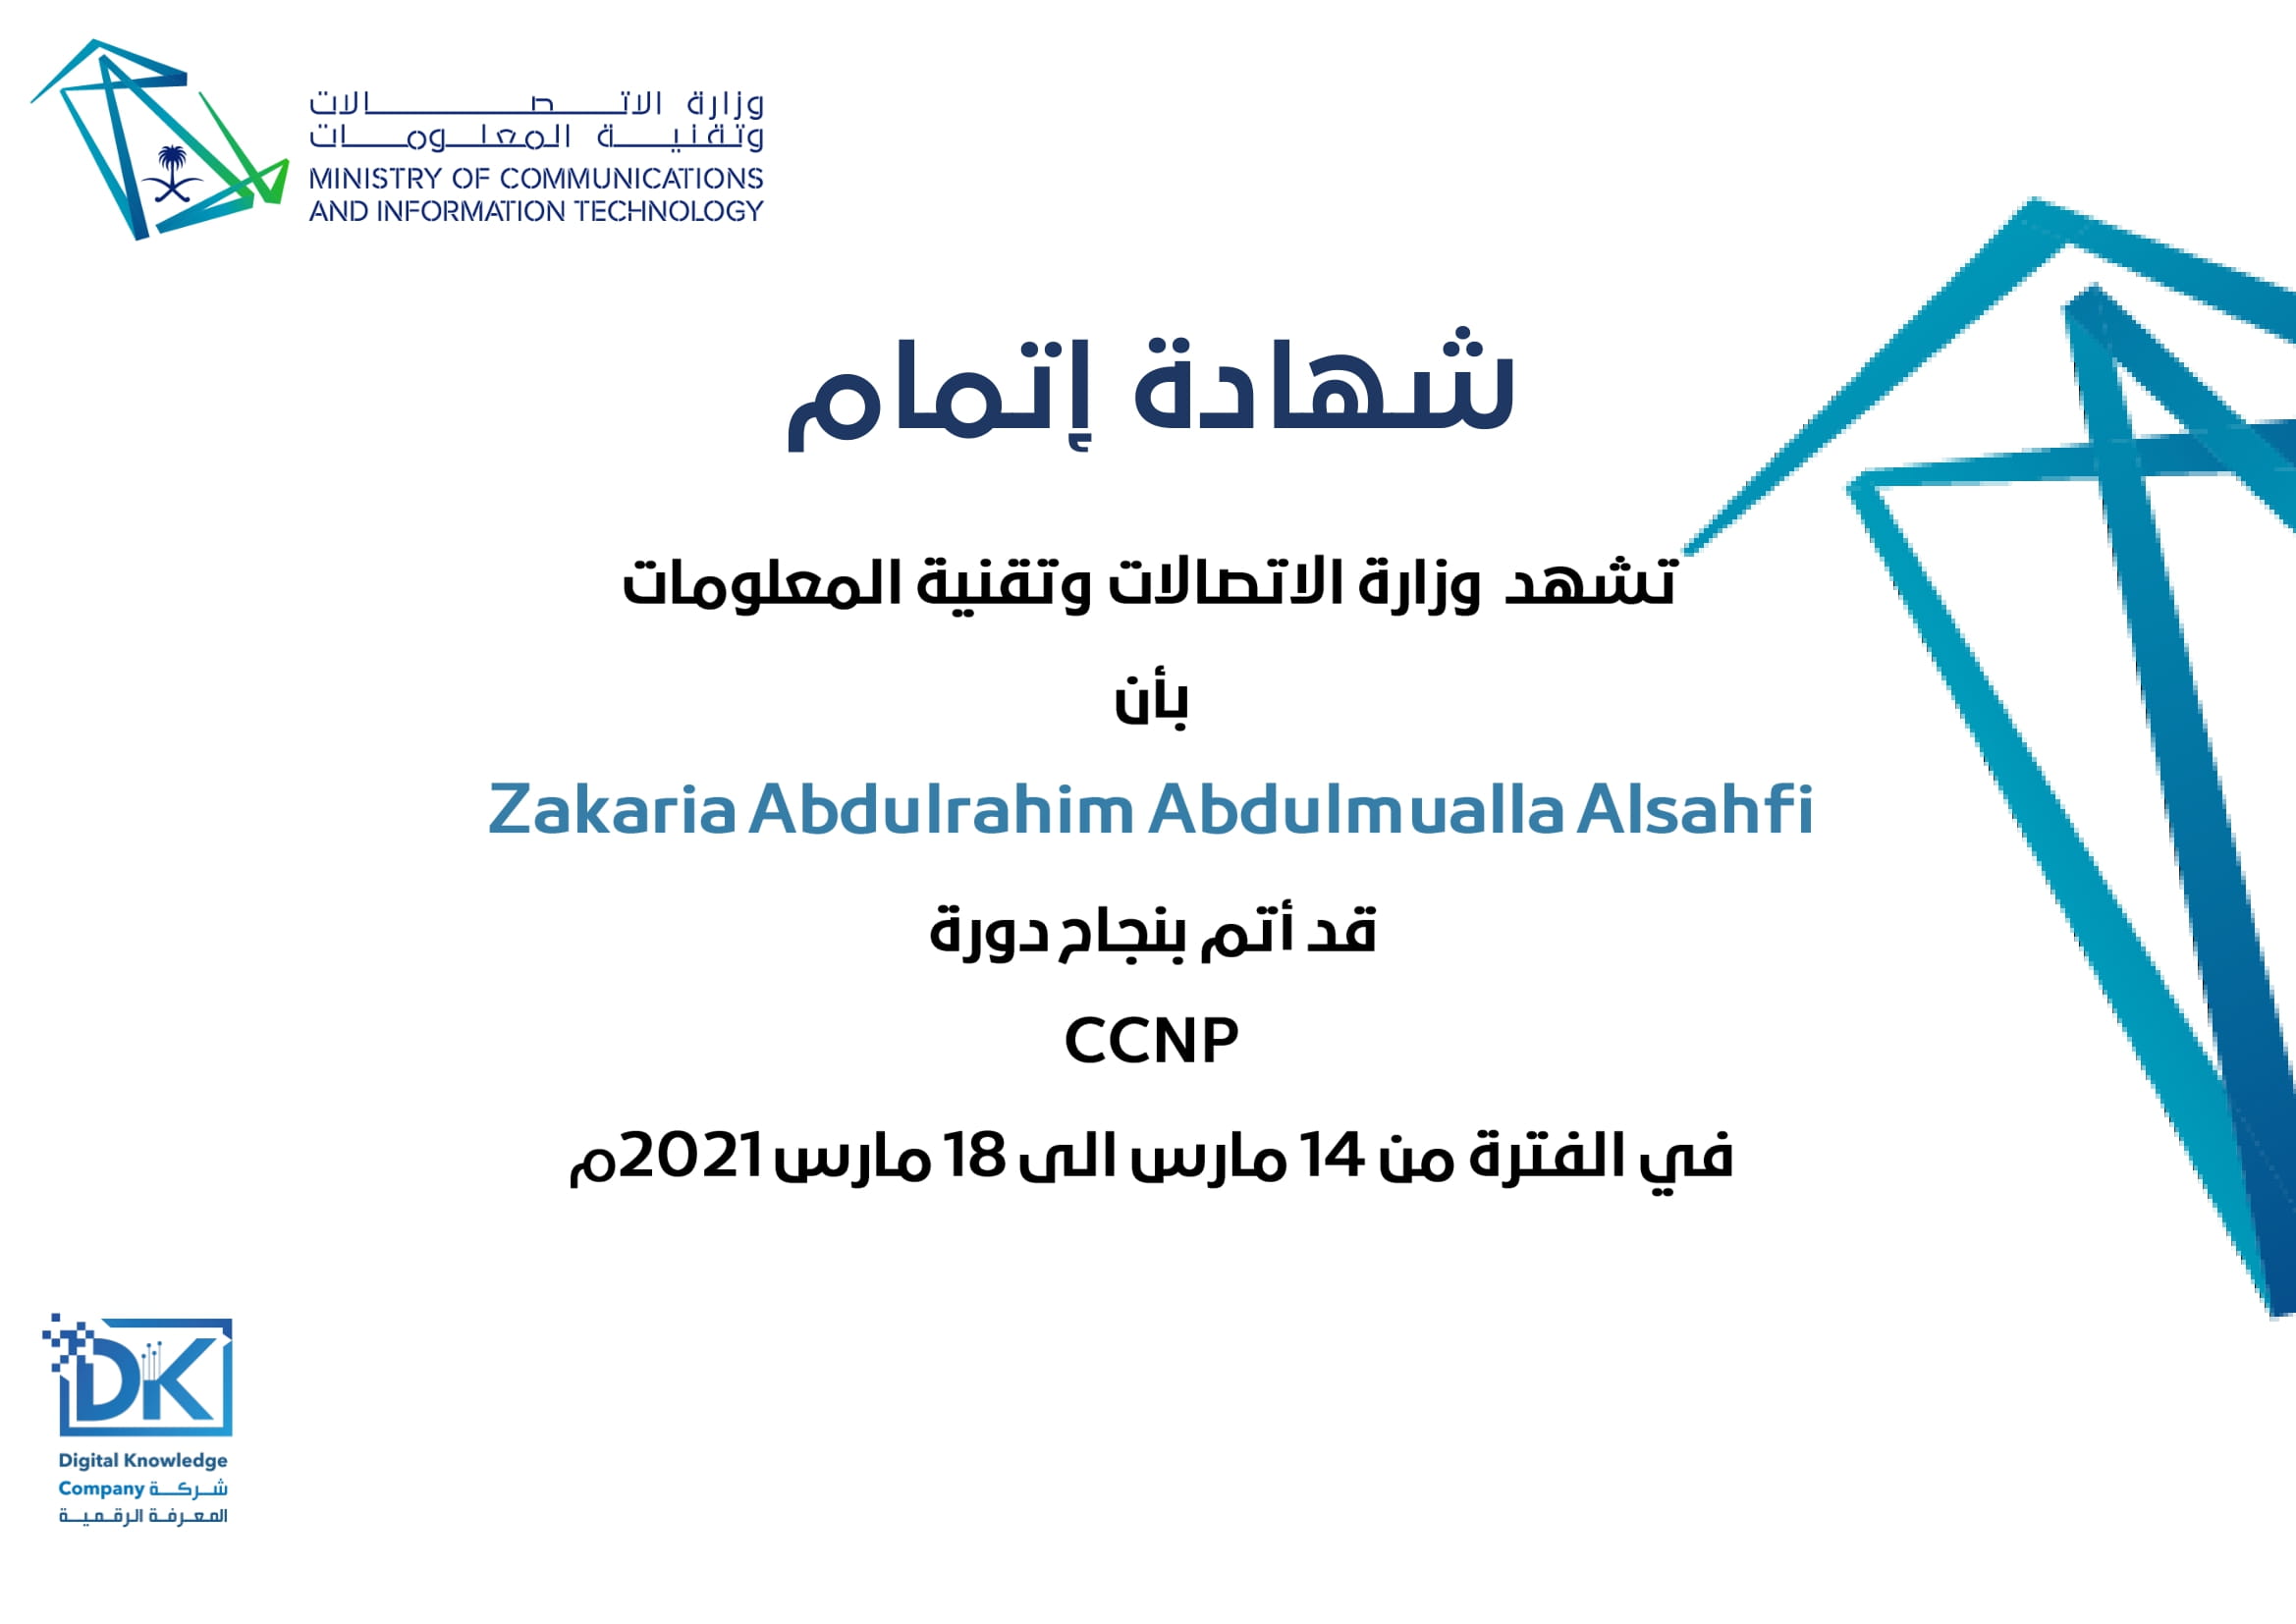 وزارة الاتصالات
وتقنية المعلومات
MINISTRY OF COMMUNICATIONS
AND INFORMATION TECHNOLOGY
شهادة إتمام
تشهد وزارة الاتصالات وتقنية المعلومات
بأن
Zakaria Abdulrahim Abdulmualla Alsahfi
قد أتم بنجاح دورة
CCNP
في الفترة من 14 مارس الى 18 مارس 2021م
DK
Digital Knowledge
Company شركة
المعرفة الرقمية